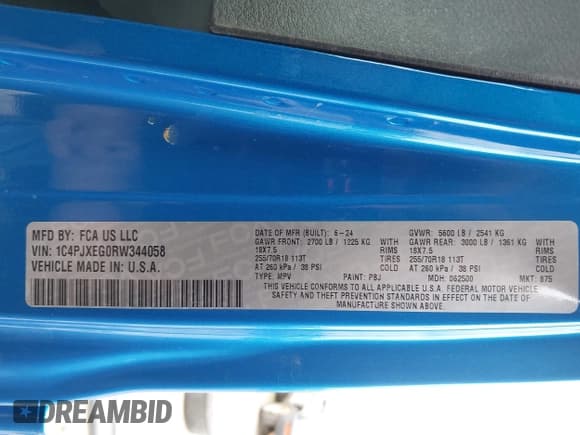 MFD BY: FCA US LLC
VIN: 1C4PJXEG0RW344058
VEHICLE MADE IN: U.S.A.
DATE OF MFR (BUILT): 6-24
GVWR: 5600 LB / 2541 KG
GAWR FRONT: 2700 LB / 1225 KG
WITH
GAWR REAR: 3000 LB / 1361 KG
WITH
18X7.5
RIMS
18X7.5
RIMS
255/70R18 113T
TIRES
255/70R18 113T
TIRES
AT 260 kPa / 38 PSI
COLD
AT 260 kPa / 38 PSI
COLD
TYPE: MPV
PAINT: PBJ
MDH: 062500
MKT: 875
THIS VEHICLE CONFORMS TO ALL APPLICABLE U.S.A. FEDERAL MOTOR VEHICLE
SAFETY AND THEFT PREVENTION STANDARDS IN EFFECT ON THE DATE OF
MANUFACTURE SHOWN ABOVE.
DREAMBID